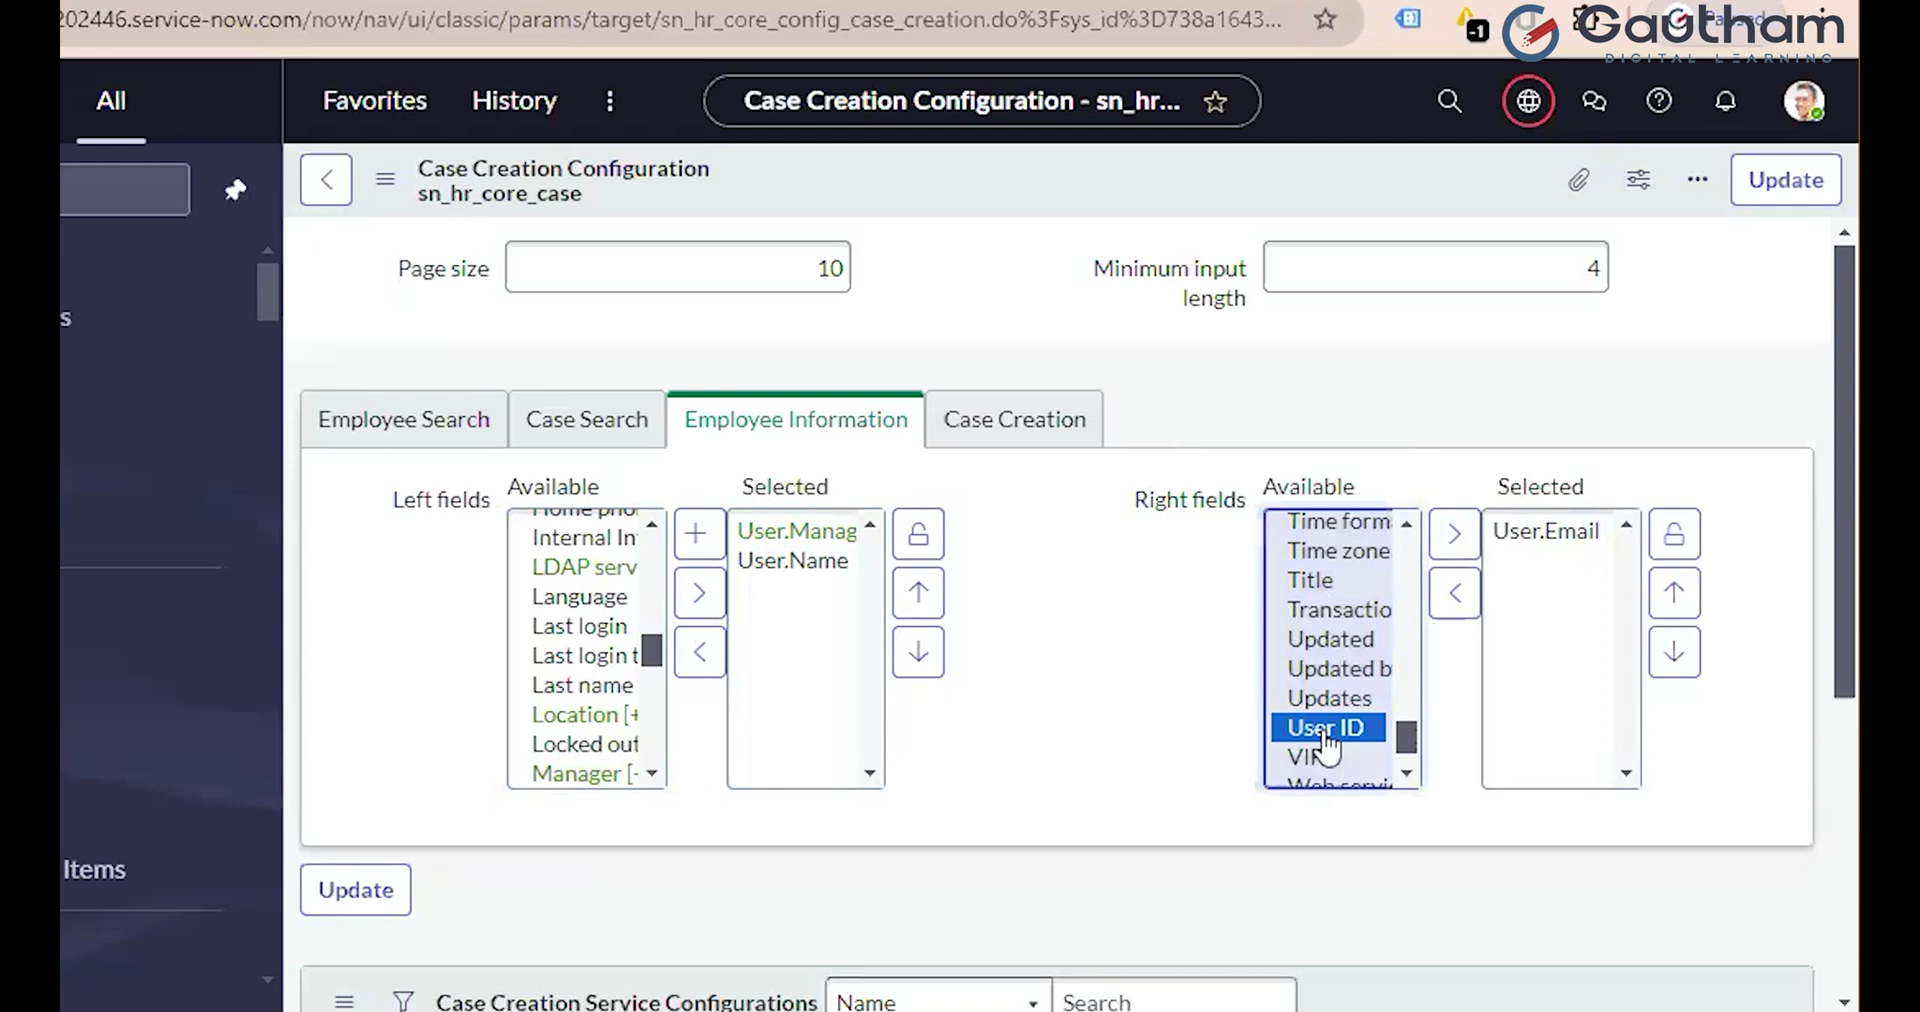 202446.service-now.com/now/nav/ui/classic/params/target/sn_hr_core_config_case_creation.do%3Fsys_id%3D738a1643...
-1
Gautham
DIGITAL LEARNING
All
Favorites
History
Case Creation Configuration - sn_hr...
Case Creation Configuration
sn_hr_core_case
Update
Page size
10
Minimum input
length
4
s
Employee Search
Case Search
Employee Information
Case Creation
Left fields
Available
Selected
Internal In
LDAP serv
Language
Last login
Last login t
Last name
Location [+
Locked out
Manager [-
User.Manag
User.Name
Right fields
Available
Selected
Time form
Time zone
Title
Transactio
Updated
Updated b
Updates
User ID
User.Email
Items
Update
Case Creation Service Configurations
Name
Search